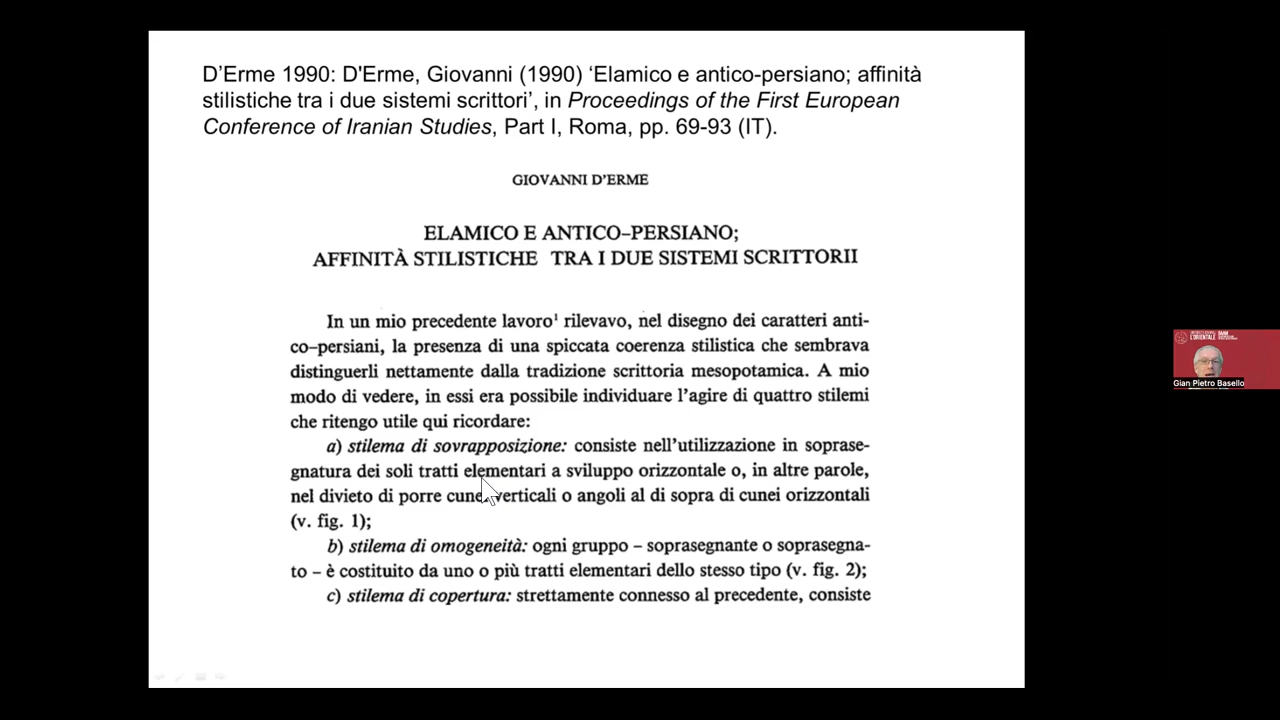 D’Erme 1990: D'Erme, Giovanni (1990) ‘Elamico e antico-persiano; affinità
stilistiche tra i due sistemi scrittori’, in Proceedings of the First European
Conference of Iranian Studies, Part I, Roma, pp. 69-93 (IT).
GIOVANNI D’ERME
ELAMICO E ANTICO–PERSIANO;
AFFINITÀ STILISTICHE TRA I DUE SISTEMI SCRITTORII
In un mio precedente lavoro¹ rilevavo, nel disegno dei caratteri anti-
co–persiani, la presenza di una spiccata coerenza stilistica che sembrava
distinguerli nettamente dalla tradizione scrittoria mesopotamica. A mio
modo di vedere, in essi era possibile individuare l’agire di quattro stilemi
che ritengo utile qui ricordare:
a) stilema di sovrapposizione: consiste nell’utilizzazione in soprase-
gnatura dei soli tratti elementari a sviluppo orizzontale o, in altre parole,
nel divieto di porre cunei verticali o angoli al di sopra di cunei orizzontali
(v. fig. 1);
b) stilema di omogeneità: ogni gruppo – soprasegnante o soprasegna-
to – è costituito da uno o più tratti elementari dello stesso tipo (v. fig. 2);
c) stilema di copertura: strettamente connesso al precedente, consiste
L'ORIENTALE
Gian Pietro Basello